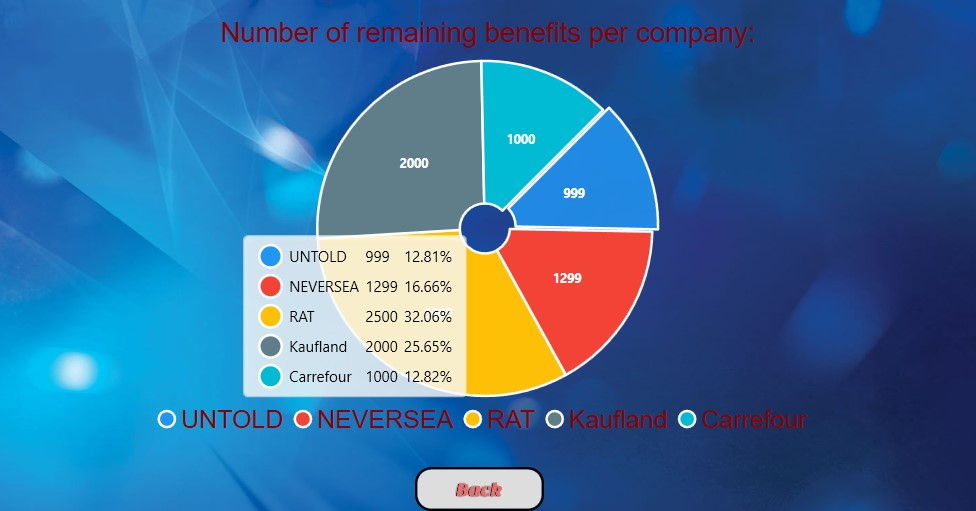 Number of remaining benefits per company:
2000
1000
999
1299
UNTOLD 999 12.81%
NEVERSEA 1299 16.66%
RAT 2500 32.06%
Kaufland 2000 25.65%
Carrefour 1000 12.82%
UNTOLD NEVERSEA RAT Kaufland Carrefour
Back